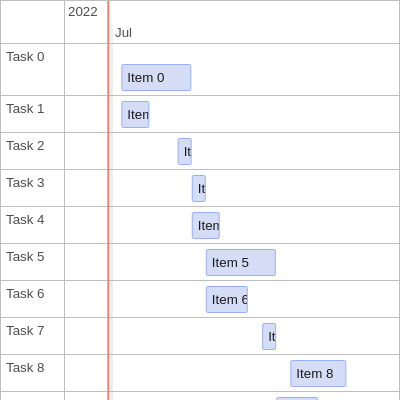 2022
Jul
Task 0
Item 0
Task 1
Item
Task 2
It
Task 3
It
Task 4
Item
Task 5
Item 5
Task 6
Item 6
Task 7
It
Task 8
Item 8